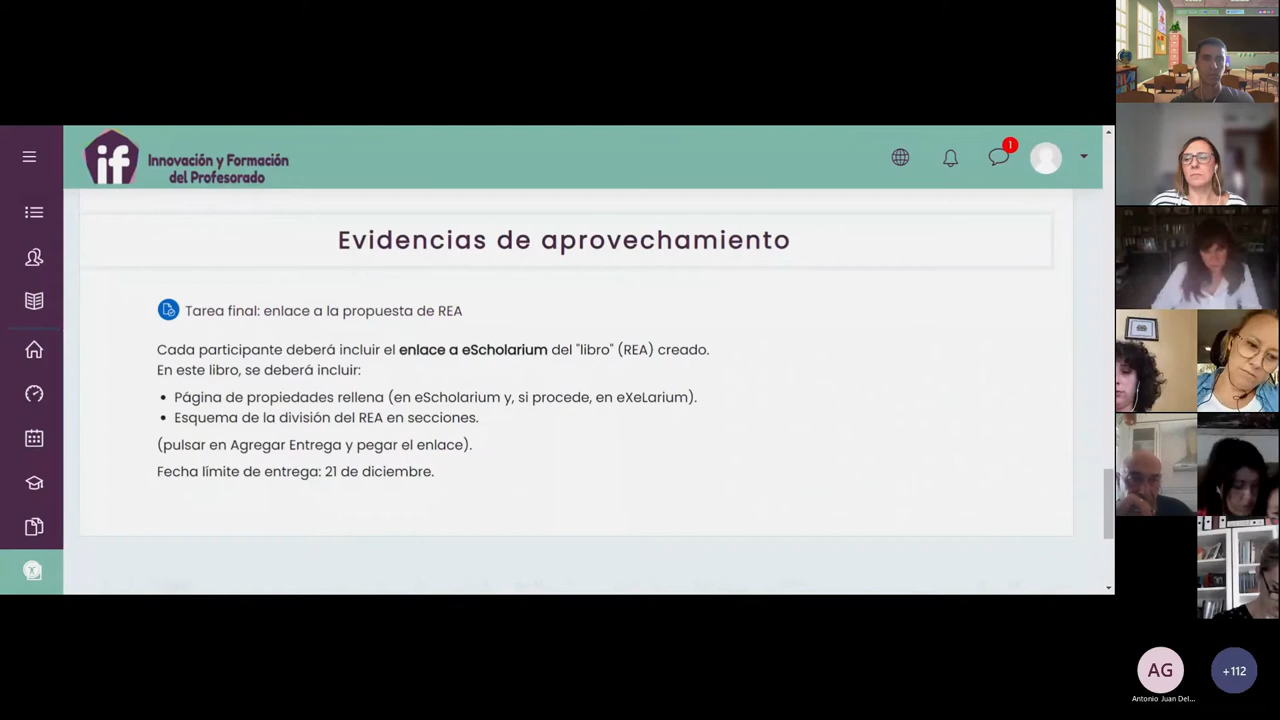 if
Innovación y Formación
del Profesorado
1
Evidencias de aprovechamiento
Tarea final: enlace a la propuesta de REA
Cada participante deberá incluir el enlace a eScholarium del "libro" (REA) creado.
En este libro, se deberá incluir:
• Página de propiedades rellena (en eScholarium y, si procede, en eXeLarium).
• Esquema de la división del REA en secciones.
(pulsar en Agregar Entrega y pegar el enlace).
Fecha límite de entrega: 21 de diciembre.
AG
+112
Antonio Juan Del...